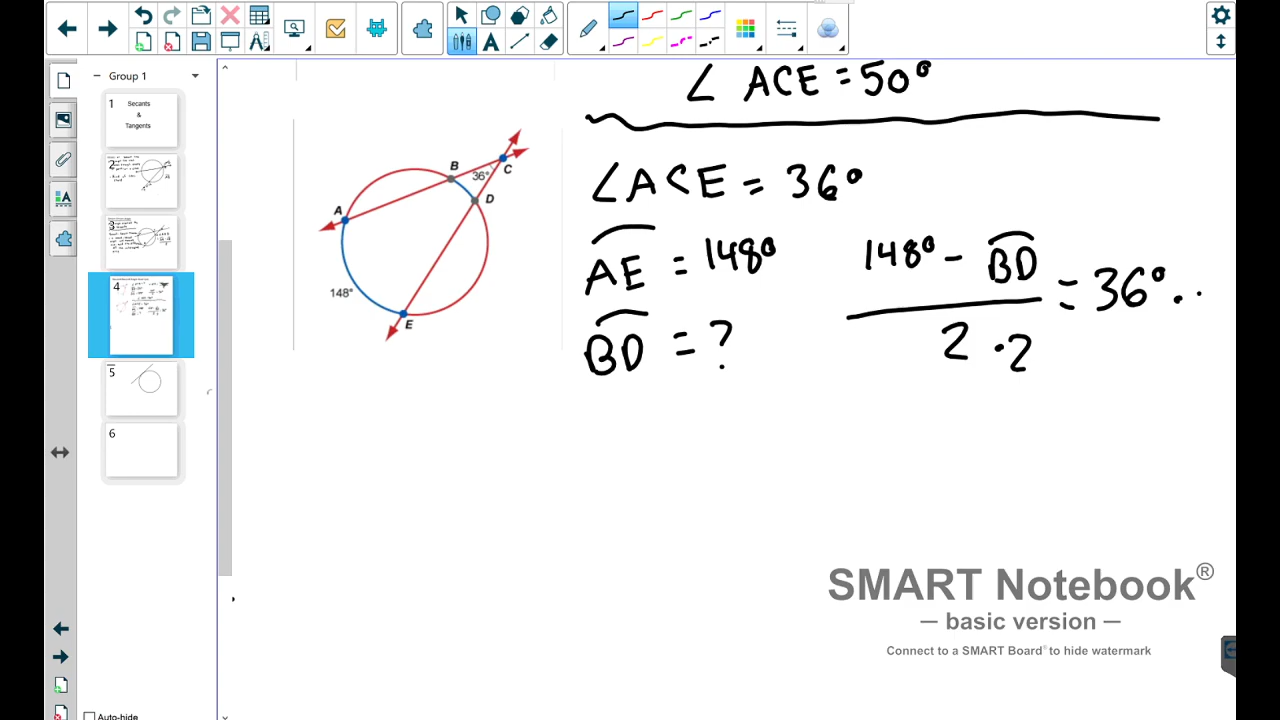 Group 1
1
Secants
&
Tangents
2
3
4
5
6
Auto-hide
∠ ACE = 50°
B
C
36°
D
A
148°
E
∠ACE = 36°
AE = 148°
BD = ?
148° - BD
2 · 2
= 36° ·
SMART Notebook®
— basic version —
Connect to a SMART Board® to hide watermark